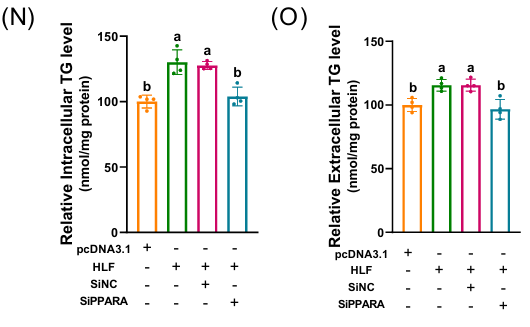 (N)
Relative Intracellular TG level
(nmol/mg protein)
150
100
50
0
b
a
a
b
pcDNA3.1 + - - -
HLF - + + +
SiNC - - + -
SiPPARA - - - +
(O)
Relative Extracellular TG level
(nmol/mg protein)
150
100
50
0
b
a
a
b
pcDNA3.1 + - - -
HLF - + + +
SiNC - - + -
SiPPARA - - - +